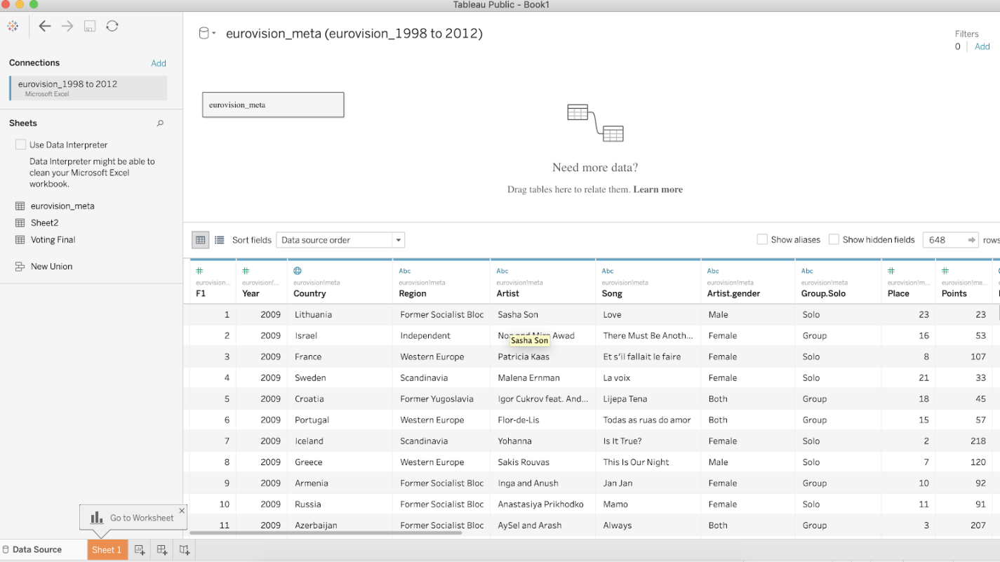 Tableau Public - Book1
eurovision_meta (eurovision_1998 to 2012)
Filters
0 Add
Connections Add
eurovision_1998 to 2012
Microsoft Excel
Sheets
Use Data Interpreter
Data Interpreter might be able to
clean your Microsoft Excel
workbook.
eurovision_meta
Sheet2
Voting Final
New Union
eurovision_meta
Need more data?
Drag tables here to relate them. Learn more
Sort fields Data source order Show aliases Show hidden fields 648 rows
# # Abc Abc Abc Abc Abc # #
eurovision... eurovision!... eurovision!meta eurovision!meta eurovision!meta eurovision!meta eurovision!meta eurovision!meta eurovision!m... eurovision!me...
F1 Year Country Region Artist Song Artist.gender Group.Solo Place Points
1 2009 Lithuania Former Socialist Bloc Sasha Son Love Male Solo 23 23
2 2009 Israel Independent Noa and Mira Awad There Must Be Anoth... Female Group 16 53
Sasha Son
3 2009 France Western Europe Patricia Kaas Et s'il fallait le faire Female Solo 8 107
4 2009 Sweden Scandinavia Malena Ernman La voix Female Solo 21 33
5 2009 Croatia Former Yugoslavia Igor Cukrov feat. And... Lijepa Tena Both Group 18 45
6 2009 Portugal Western Europe Flor-de-Lis Todas as ruas do amor Both Group 15 57
7 2009 Iceland Scandinavia Yohanna Is It True? Female Solo 2 218
8 2009 Greece Western Europe Sakis Rouvas This Is Our Night Male Solo 7 120
9 2009 Armenia Former Socialist Bloc Inga and Anush Jan Jan Female Group 10 92
10 2009 Russia Former Socialist Bloc Anastasiya Prikhodko Mamo Female Solo 11 91
11 2009 Azerbaijan Former Socialist Bloc AySel and Arash Always Both Group 3 207
Go to Worksheet
Data Source Sheet 1